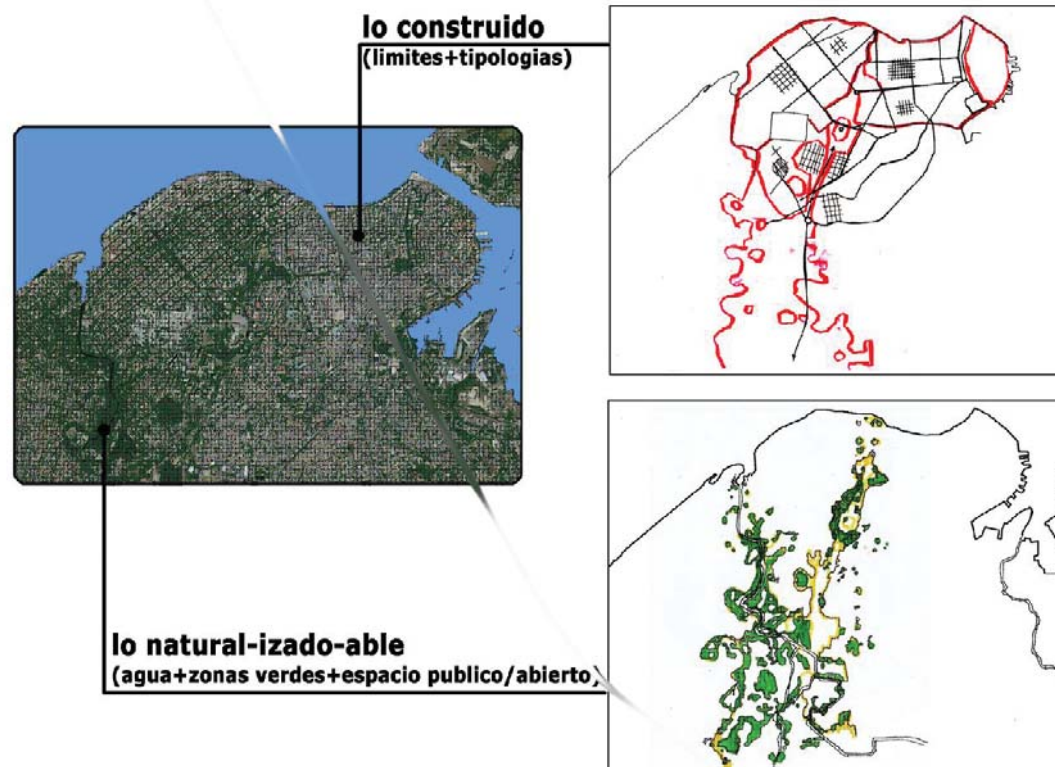 lo construido
(limites+tipologias)
lo natural-izado-able
(agua+zonas verdes+espacio publico/abierto)